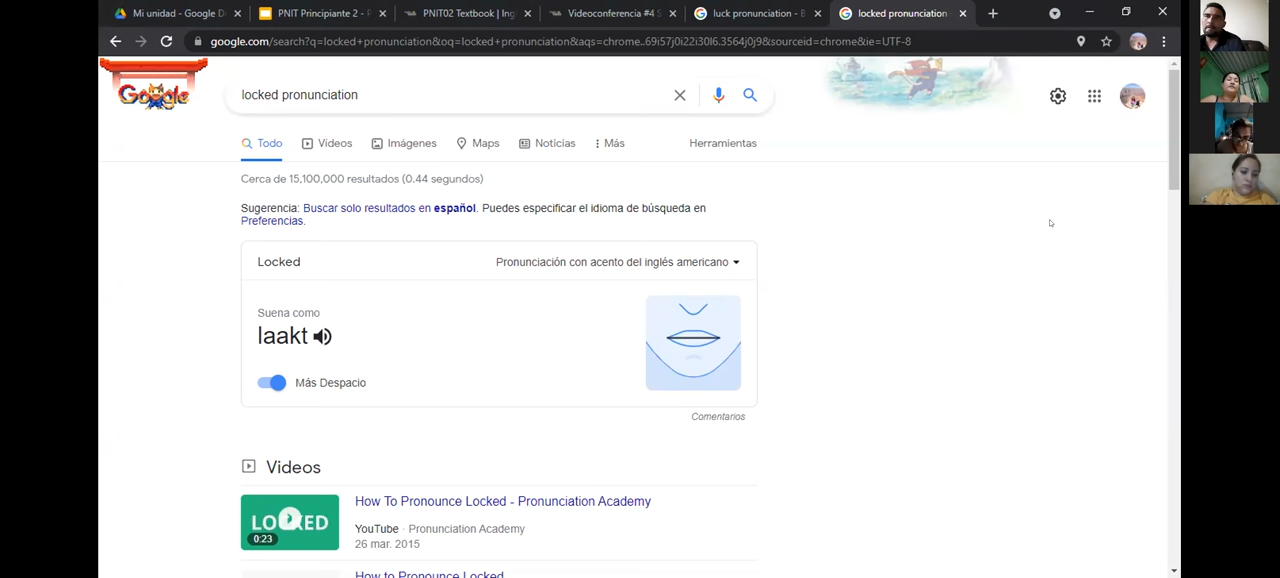 Mi unidad - Google D
PNIT Principiante 2 - P
PNIT02 Textbook | Ing
Videoconferencia #4 S
luck pronunciation - B
locked pronunciation -
google.com/search?q=locked+pronunciation&oq=locked+pronunciation&aqs=chrome..69i57j0i22i30l6.3564j0j9&sourceid=chrome&ie=UTF-8
Google
locked pronunciation
Todo
Videos
Imágenes
Maps
Noticias
Más
Herramientas
Cerca de 15,100,000 resultados (0.44 segundos)
Sugerencia: Buscar solo resultados en español. Puedes especificar el idioma de búsqueda en
Preferencias.
Locked
Pronunciación con acento del inglés americano
Suena como
laakt
Más Despacio
Comentarios
Videos
LOCKED
0:23
How To Pronounce Locked - Pronunciation Academy
YouTube · Pronunciation Academy
26 mar. 2015
How to Pronounce Locked